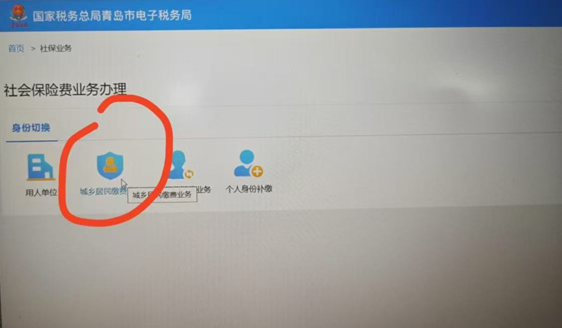 国家税务总局青岛市电子税务局
首页 > 社保业务
社会保险费业务办理
身份切换
用人单位
城乡居民缴费
业务
个人身份补缴
城乡居民缴费业务